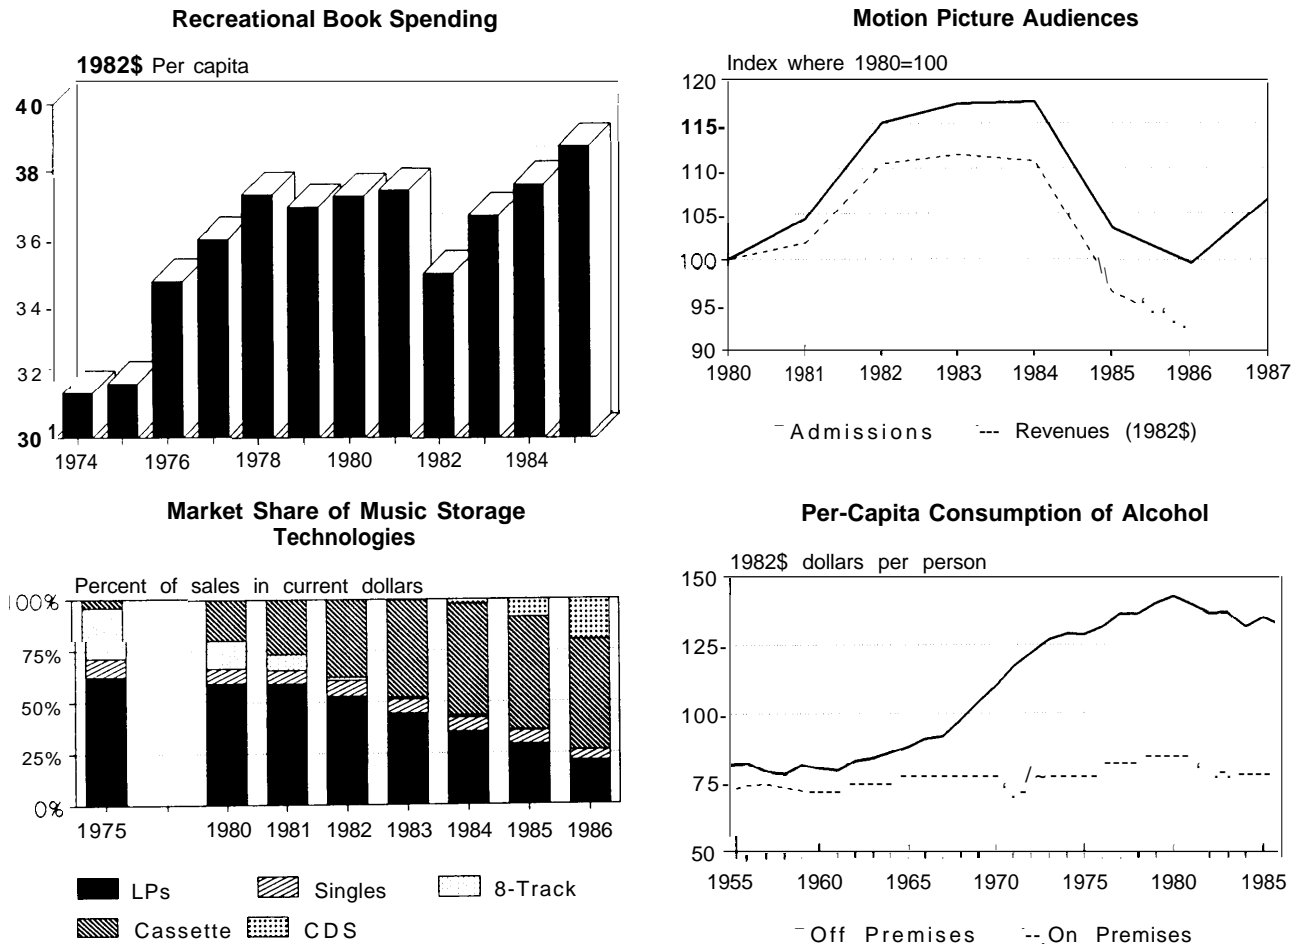 Recreational Book Spending
1982$ Per capita
40
38
36
34
32
30
1974 1976 1978 1980 1982 1984
Motion Picture Audiences
Index where 1980=100
120
115
110
105
100
95
90
1980 1981 1982 1983 1984 1985 1986 1987
Admissions --- Revenues (1982$)
Market Share of Music Storage
Technologies
Percent of sales in current dollars
100%
75%
50%
25%
0%
1975 1980 1981 1982 1983 1984 1985 1986
LPs Singles 8-Track
Cassette CDS
Per-Capita Consumption of Alcohol
1982$ dollars per person
150
125
100
75
50
1955 1960 1965 1970 1975 1980 1985
Off Premises -- On Premises